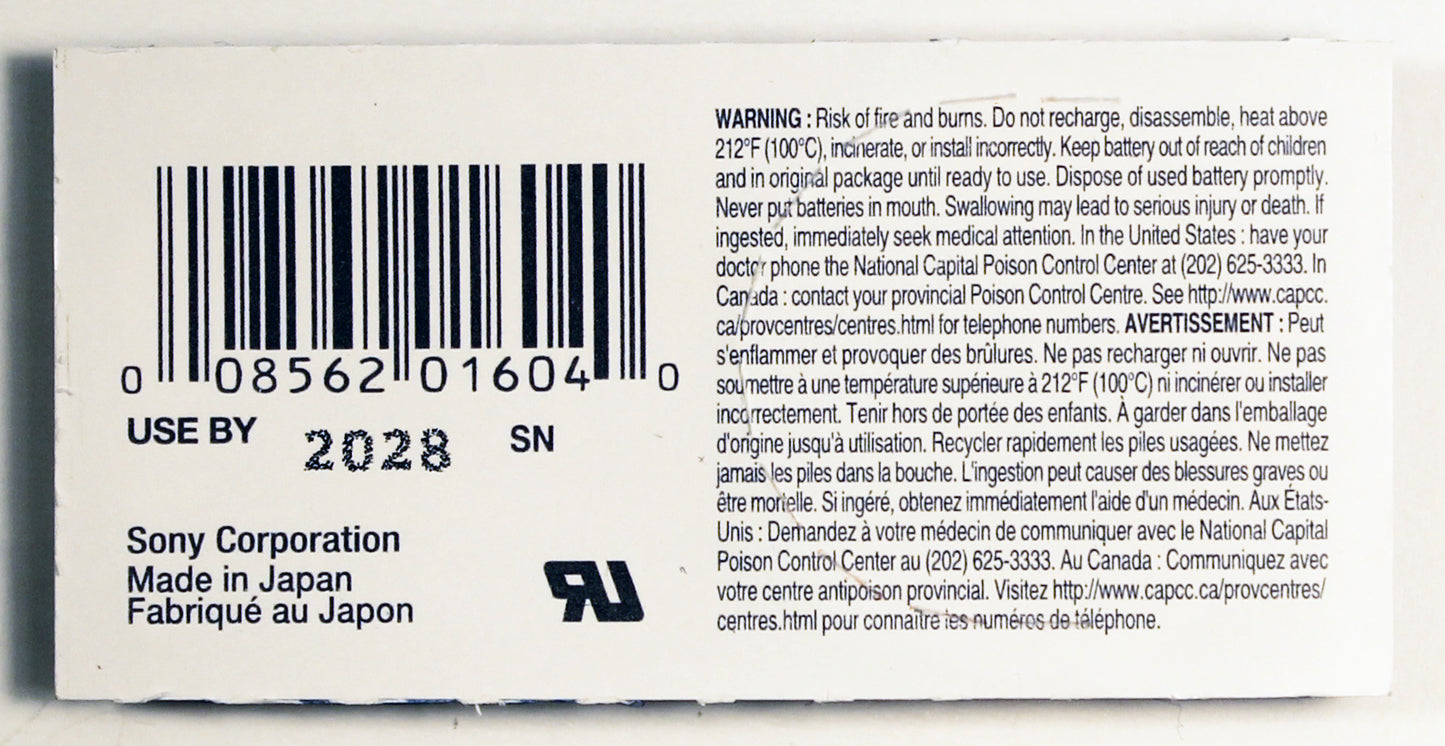 0 08562 01604 0
USE BY 2028 SN
Sony Corporation
Made in Japan
Fabriqué au Japon
WARNING : Risk of fire and burns. Do not recharge, disassemble, heat above
212°F (100°C), incinerate, or install incorrectly. Keep battery out of reach of children
and in original package until ready to use. Dispose of used battery promptly.
Never put batteries in mouth. Swallowing may lead to serious injury or death. If
ingested, immediately seek medical attention. In the United States : have your
doctor phone the National Capital Poison Control Center at (202) 625-3333. In
Canada : contact your provincial Poison Control Centre. See http://www.capcc.
ca/provcentres/centres.html for telephone numbers. AVERTISSEMENT : Peut
s'enflammer et provoquer des brûlures. Ne pas recharger ni ouvrir. Ne pas
soumettre à une température supérieure à 212°F (100°C) ni incinérer ou installer
incorrectement. Tenir hors de portée des enfants. À garder dans l'emballage
d'origine jusqu'à utilisation. Recycler rapidement les piles usagées. Ne mettez
jamais les piles dans la bouche. L'ingestion peut causer des blessures graves ou
être mortelle. Si ingéré, obtenez immédiatement l'aide d'un médecin. Aux États-
Unis : Demandez à votre médecin de communiquer avec le National Capital
Poison Control Center au (202) 625-3333. Au Canada : Communiquez avec
votre centre antipoison provincial. Visitez http://www.capcc.ca/provcentres/
centres.html pour connaître les numéros de téléphone.